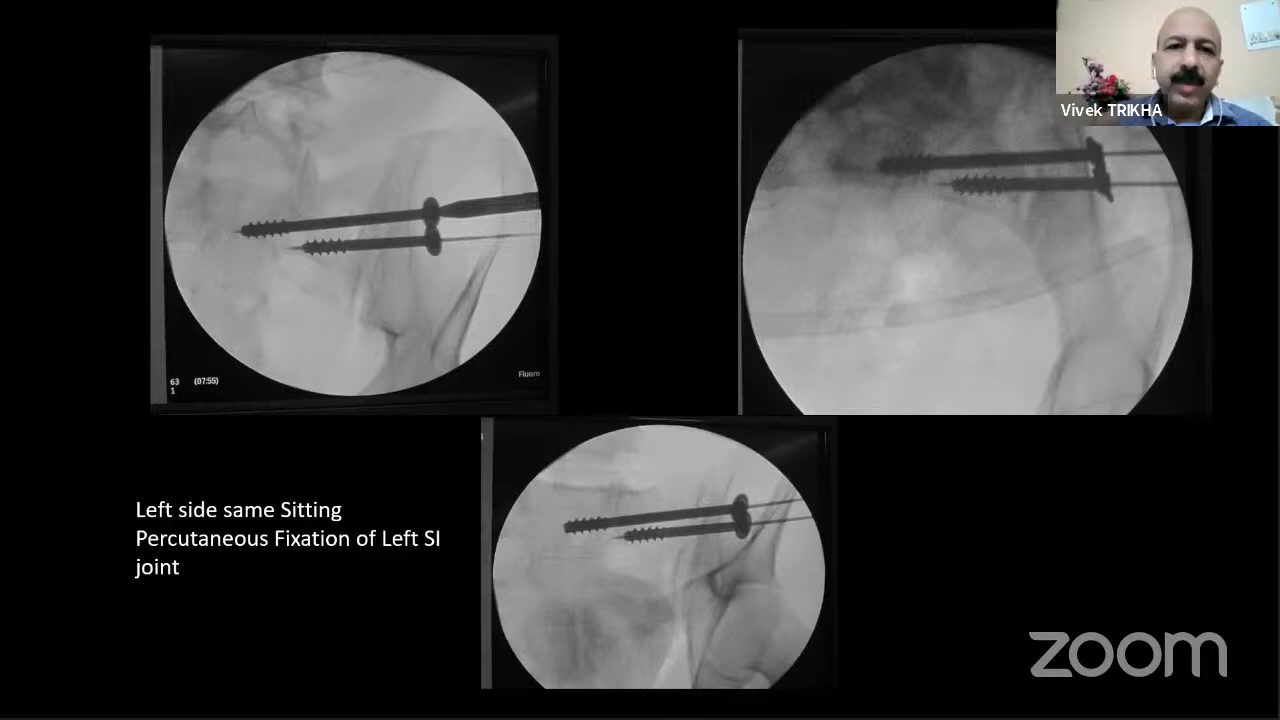 Vivek TRIKHA
63 (07:55)
1
Fluoro
Left side same Sitting
Percutaneous Fixation of Left SI
joint
zoom